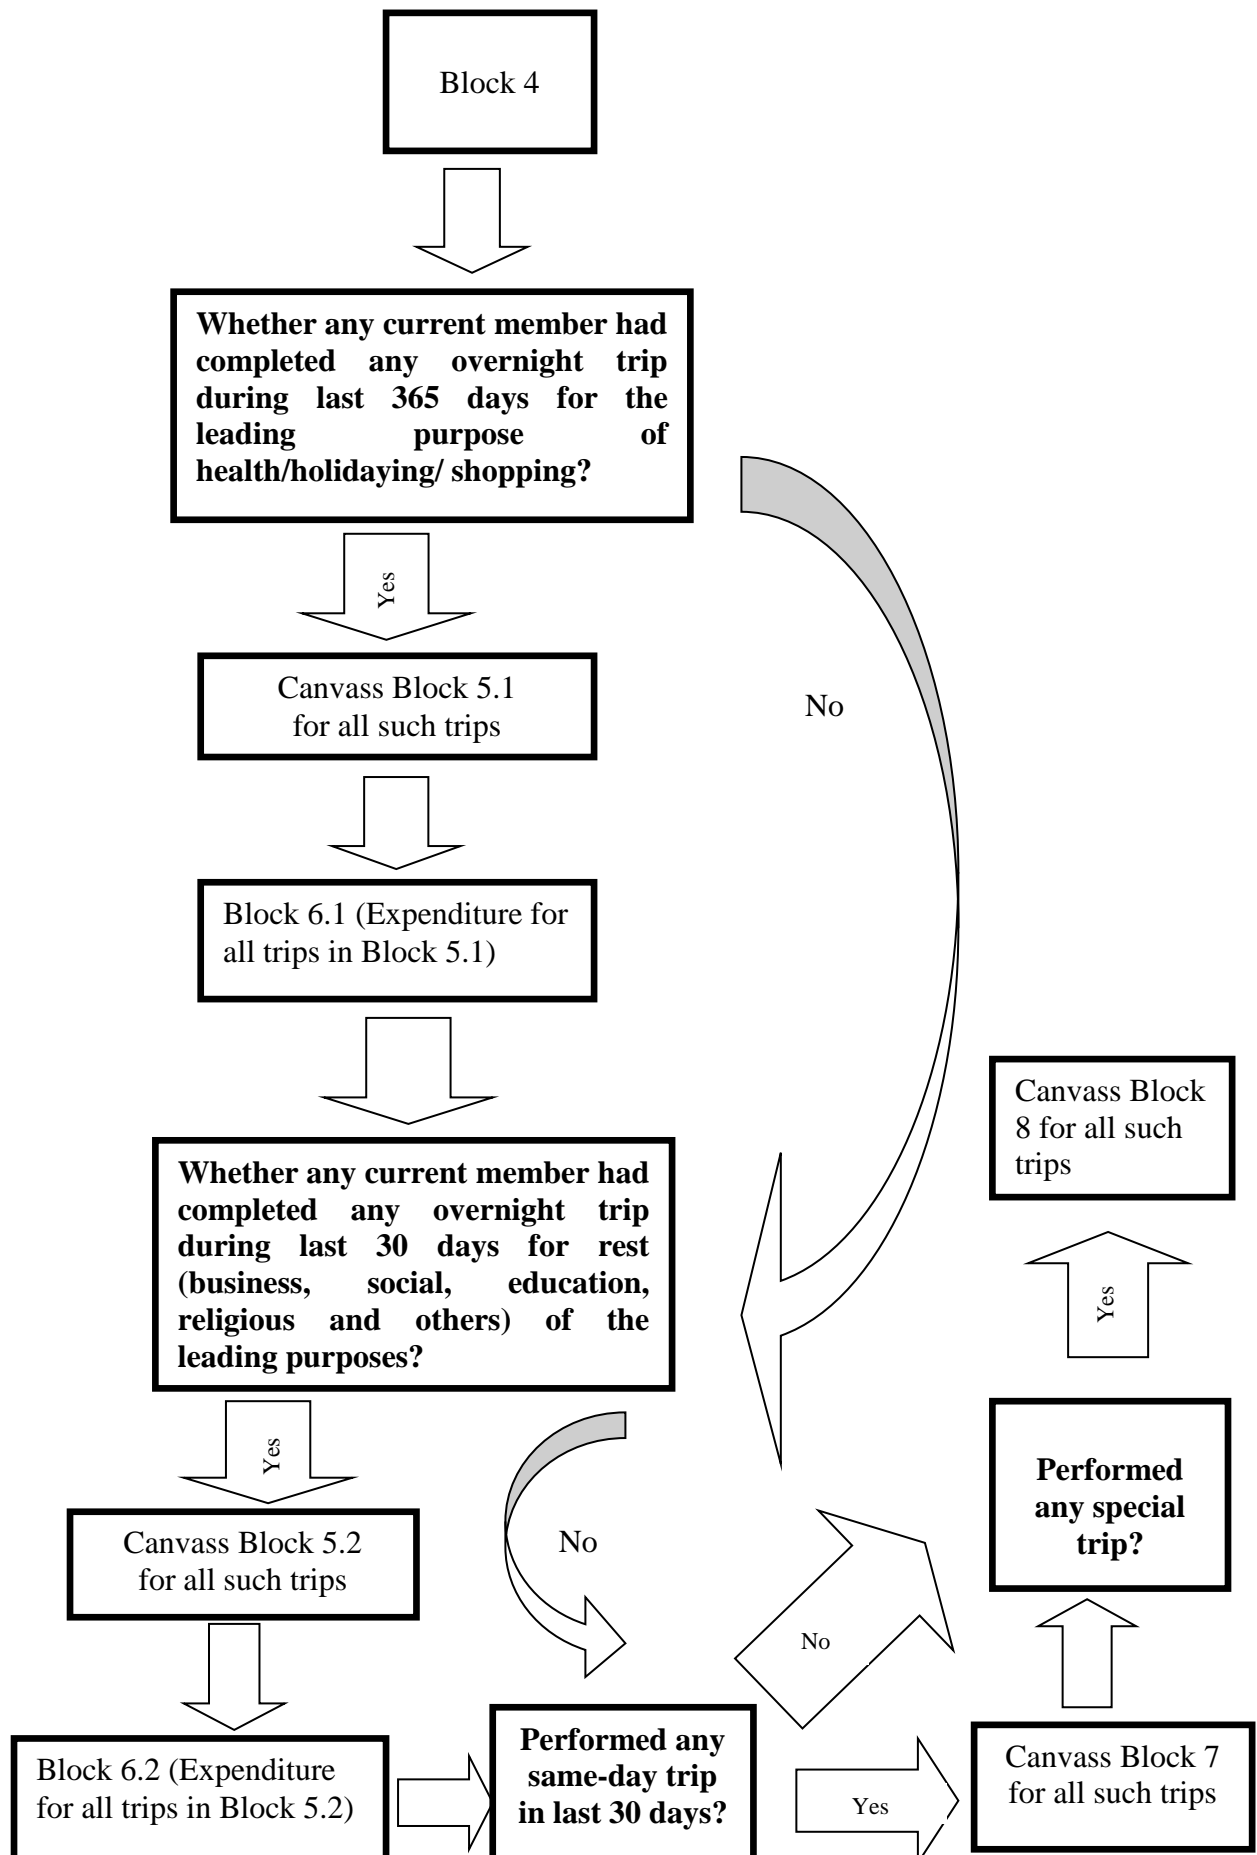 Block 4
Whether any current member had
completed any overnight trip
during last 365 days for the
leading purpose of
health/holidaying/ shopping?
Yes
No
Canvass Block 5.1
for all such trips
Block 6.1 (Expenditure for
all trips in Block 5.1)
Whether any current member had
completed any overnight trip
during last 30 days for rest
(business, social, education,
religious and others) of the
leading purposes?
Yes
No
Canvass Block 5.2
for all such trips
Block 6.2 (Expenditure
for all trips in Block 5.2)
Performed any
same-day trip
in last 30 days?
No
Yes
Canvass Block 7
for all such trips
Performed
any special
trip?
Yes
Canvass Block
8 for all such
trips